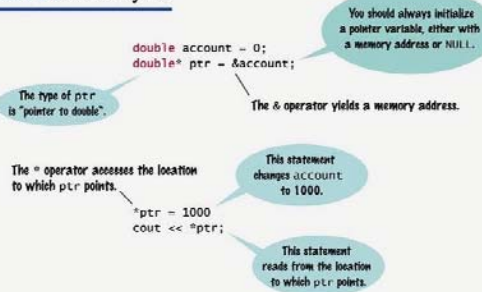 You should always initialize
a pointer variable, either with
a memory address or NULL.
double account = 0;
double* ptr = &account;
The type of ptr
is "pointer to double".
The & operator yields a memory address.
The * operator accesses the location
to which ptr points.
This statement
changes account
to 1000.
*ptr = 1000
cout << *ptr;
This statement
reads from the location
to which ptr points.